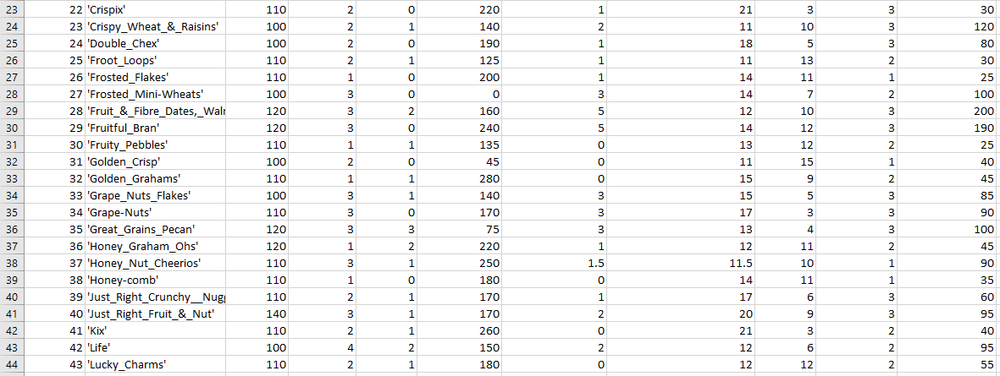 23 22 'Crispix' 110 2 0 220 1 21 3 3 30
24 23 'Crispy_Wheat_&_Raisins' 100 2 1 140 2 11 10 3 120
25 24 'Double_Chex' 100 2 0 190 1 18 5 3 80
26 25 'Froot_Loops' 110 2 1 125 1 11 13 2 30
27 26 'Frosted_Flakes' 110 1 0 200 1 14 11 1 25
28 27 'Frosted_Mini-Wheats' 100 3 0 0 3 14 7 2 100
29 28 'Fruit_&_Fibre_Dates,_Waln 120 3 2 160 5 12 10 3 200
30 29 'Fruitful_Bran' 120 3 0 240 5 14 12 3 190
31 30 'Fruity_Pebbles' 110 1 1 135 0 13 12 2 25
32 31 'Golden_Crisp' 100 2 0 45 0 11 15 1 40
33 32 'Golden_Grahams' 110 1 1 280 0 15 9 2 45
34 33 'Grape_Nuts_Flakes' 100 3 1 140 3 15 5 3 85
35 34 'Grape-Nuts' 110 3 0 170 3 17 3 3 90
36 35 'Great_Grains_Pecan' 120 3 3 75 3 13 4 3 100
37 36 'Honey_Graham_Ohs' 120 1 2 220 1 12 11 2 45
38 37 'Honey_Nut_Cheerios' 110 3 1 250 1.5 11.5 10 1 90
39 38 'Honey-comb' 110 1 0 180 0 14 11 1 35
40 39 'Just_Right_Crunchy__Nugg 110 2 1 170 1 17 6 3 60
41 40 'Just_Right_Fruit_&_Nut' 140 3 1 170 2 20 9 3 95
42 41 'Kix' 110 2 1 260 0 21 3 2 40
43 42 'Life' 100 4 2 150 2 12 6 2 95
44 43 'Lucky_Charms' 110 2 1 180 0 12 12 2 55